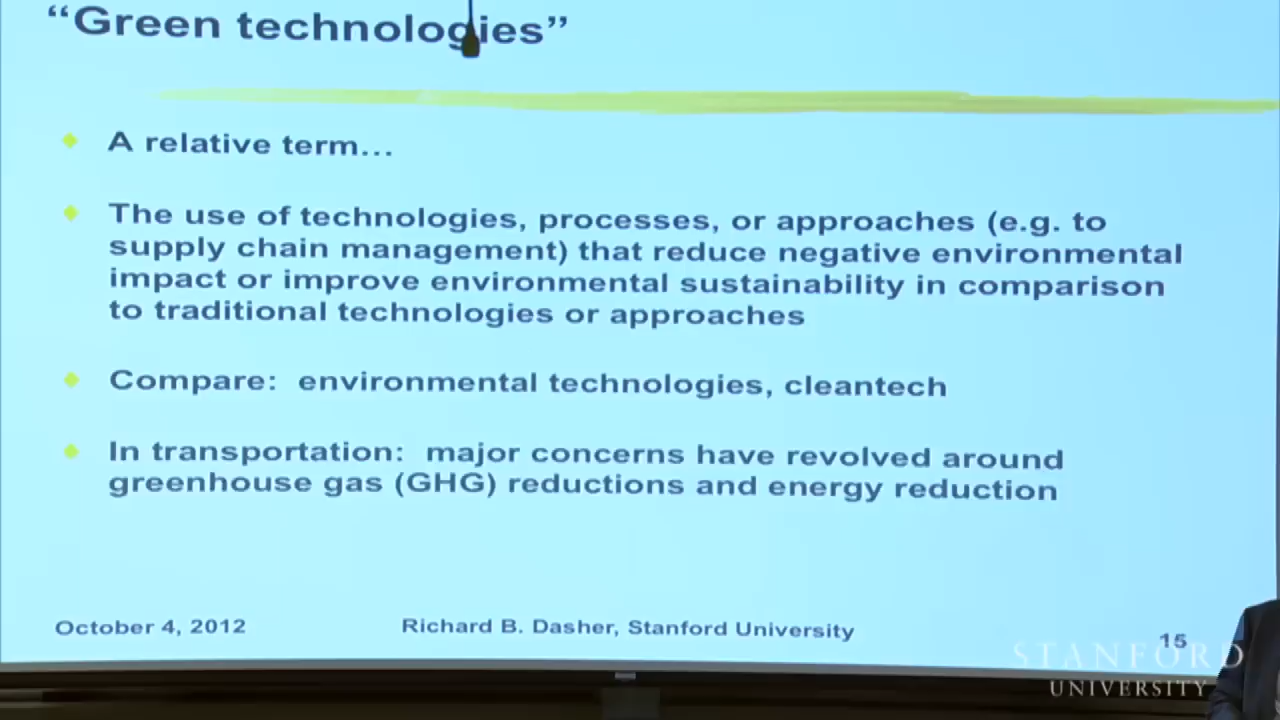 “Green technologies”
A relative term...
The use of technologies, processes, or approaches (e.g. to
supply chain management) that reduce negative environmental
impact or improve environmental sustainability in comparison
to traditional technologies or approaches
Compare:  environmental technologies, cleantech
In transportation:  major concerns have revolved around
greenhouse gas (GHG) reductions and energy reduction
October 4, 2012
Richard B. Dasher, Stanford University
15
STANFORD
UNIVERSITY